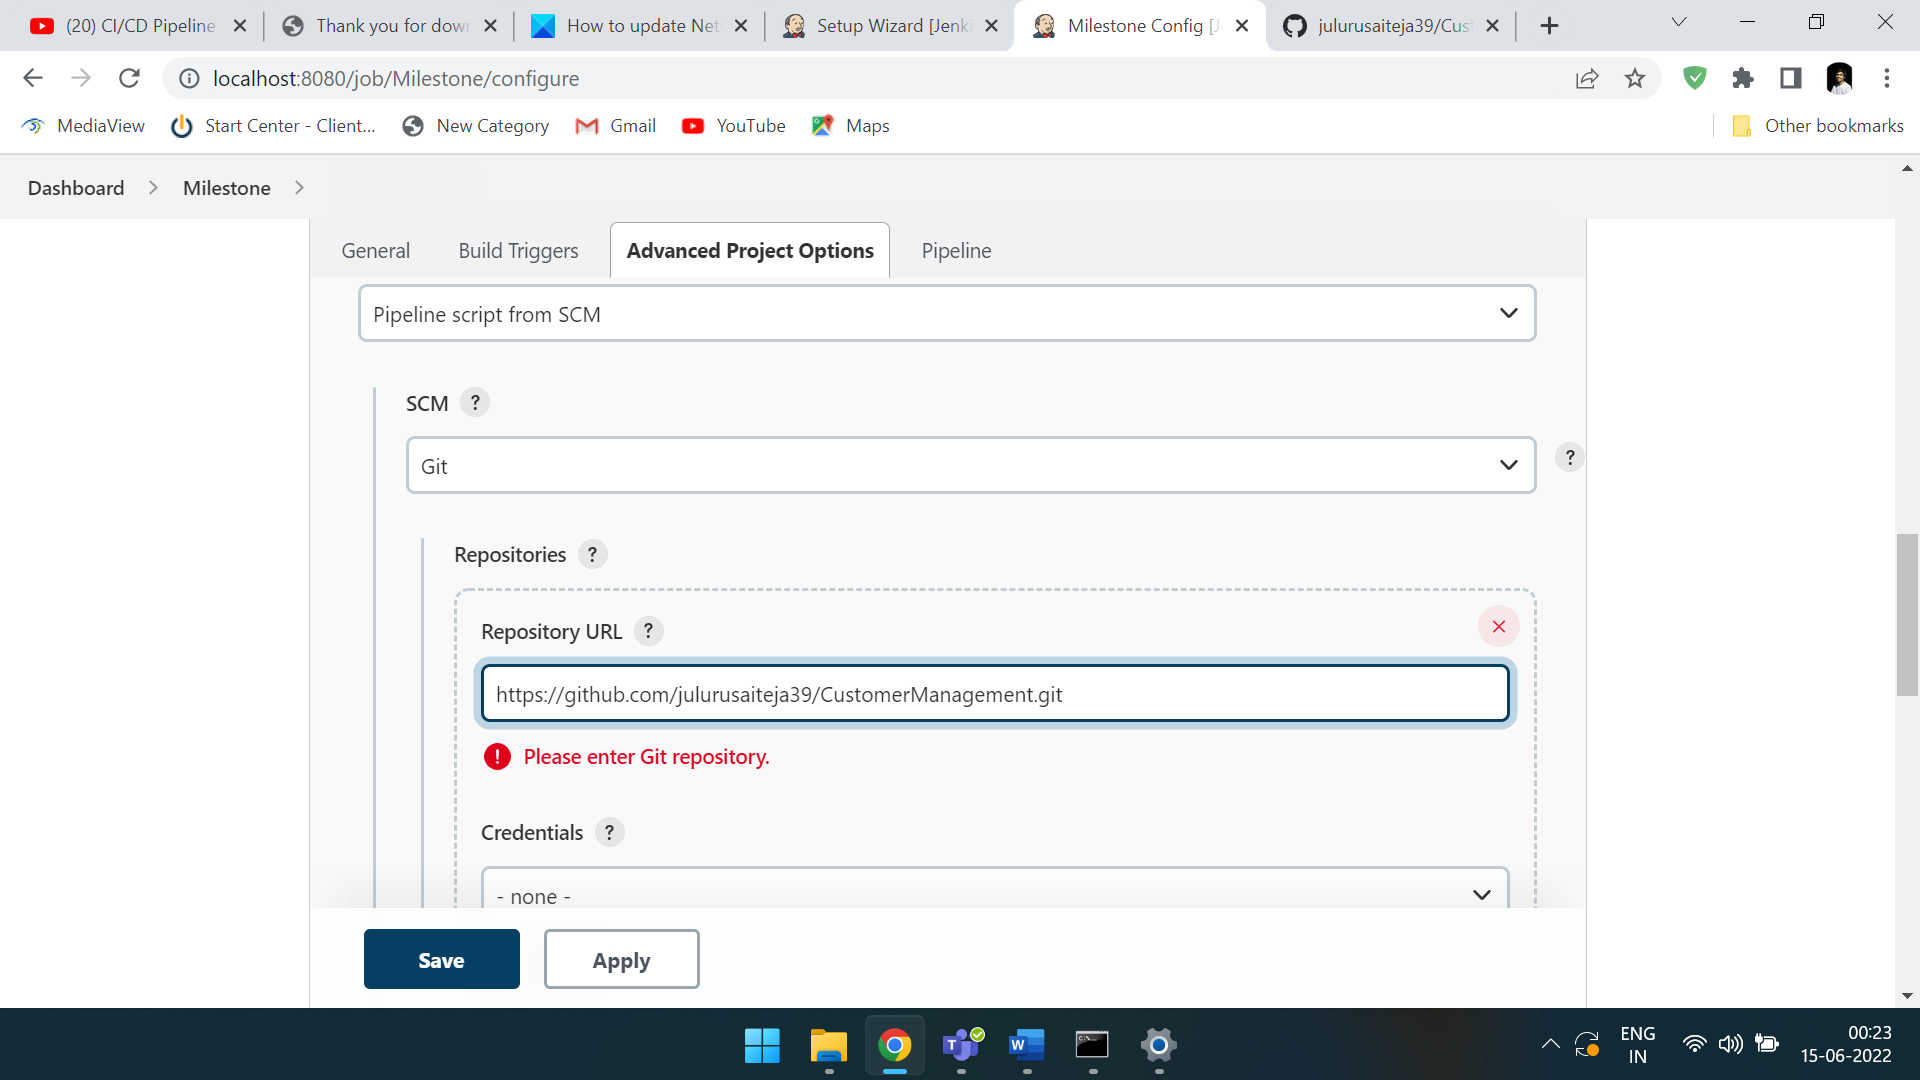 (20) CI/CD Pipeline
Thank you for dow
How to update Net
Setup Wizard [Jenki
Milestone Config [J
julurusaiteja39/Cust
localhost:8080/job/Milestone/configure
MediaView
Start Center - Client...
New Category
Gmail
YouTube
Maps
Other bookmarks
Dashboard
Milestone
General
Build Triggers
Advanced Project Options
Pipeline
Pipeline script from SCM
SCM ?
Git
?
Repositories ?
Repository URL ?
https://github.com/julurusaiteja39/CustomerManagement.git
Please enter Git repository.
Credentials ?
- none -
Save
Apply
ENG
IN
00:23
15-06-2022